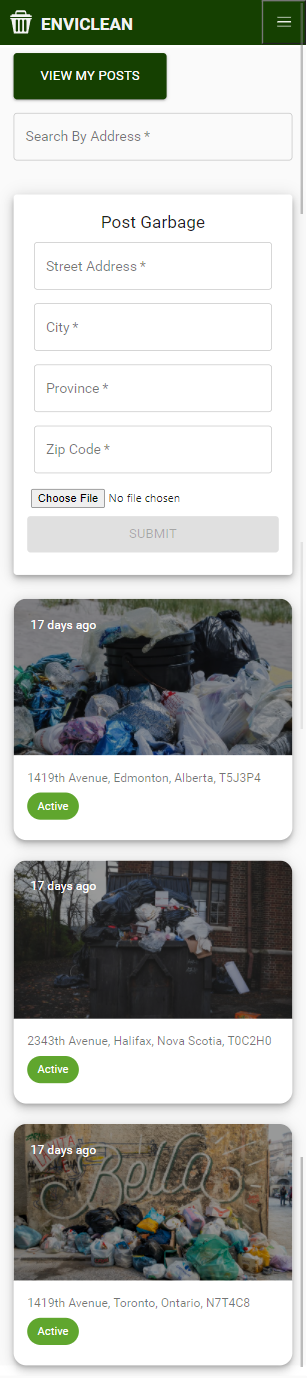 ENVICLEAN
VIEW MY POSTS
Search By Address *
Post Garbage
Street Address *
City *
Province *
Zip Code *
Choose File No file chosen
SUBMIT
17 days ago
1419th Avenue, Edmonton, Alberta, T5J3P4
Active
17 days ago
2343th Avenue, Halifax, Nova Scotia, T0C2H0
Active
17 days ago
Bella
1419th Avenue, Toronto, Ontario, N7T4C8
Active